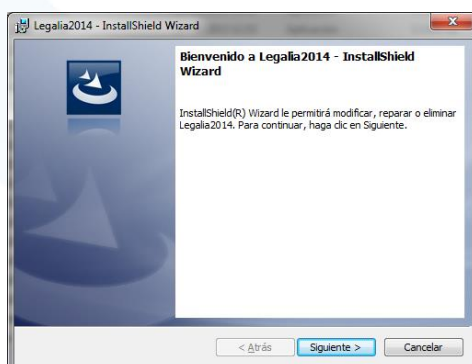 Legalia2014 - InstallShield Wizard
Bienvenido a Legalia2014 - InstallShield
Wizard
InstallShield(R) Wizard le permitirá modificar, reparar o eliminar
Legalia2014. Para continuar, haga clic en Siguiente.
< Atrás Siguiente > Cancelar